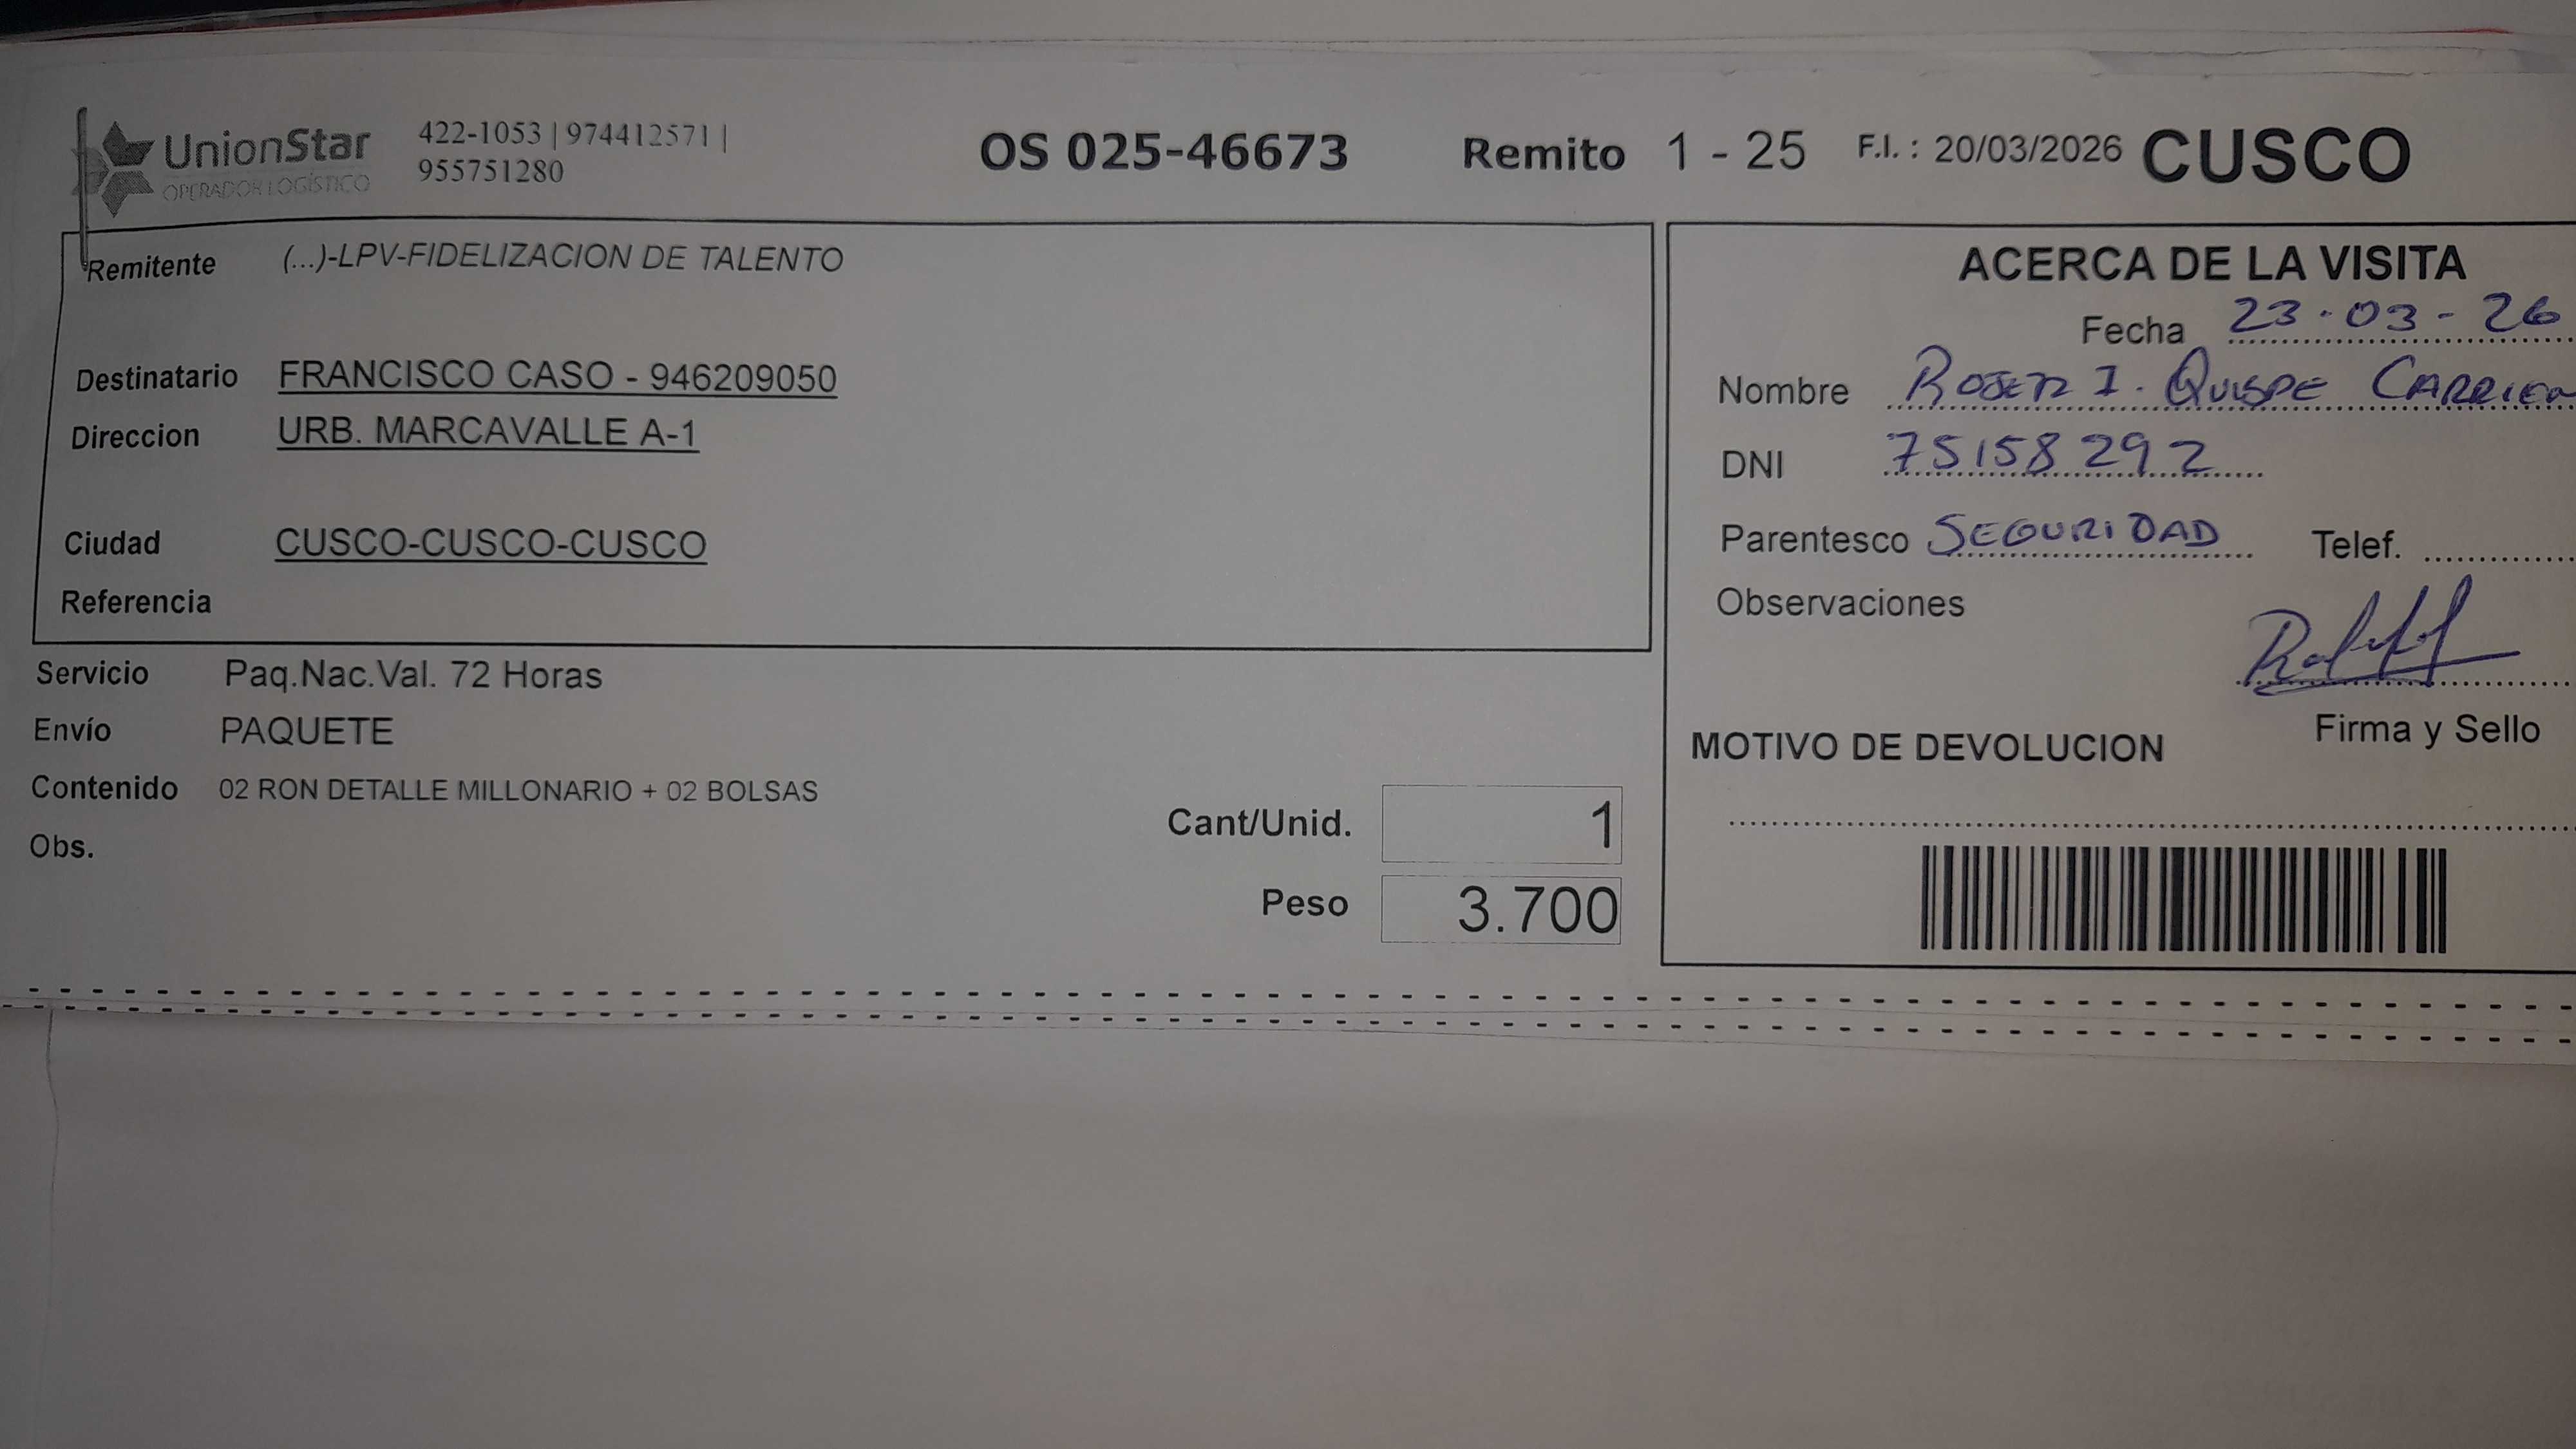 UnionStar
OPERADOR LOGÍSTICO
422-1053 | 974412571 |
955751280
OS 025-46673
Remito 1 - 25
F.I. : 20/03/2026
CUSCO
Remitente (...)-LPV-FIDELIZACION DE TALENTO
Destinatario FRANCISCO CASO - 946209050
Direccion URB. MARCAVALLE A-1
Ciudad CUSCO-CUSCO-CUSCO
Referencia
Servicio Paq.Nac.Val. 72 Horas
Envío PAQUETE
Contenido 02 RON DETALLE MILLONARIO + 02 BOLSAS
Obs.
Cant/Unid. 1
Peso 3.700
ACERCA DE LA VISITA
Fecha 23-03-26
Nombre I. QUISPE
DNI 75158292
Parentesco SEGURIDAD Telef.
Observaciones
Firma y Sello
MOTIVO DE DEVOLUCION